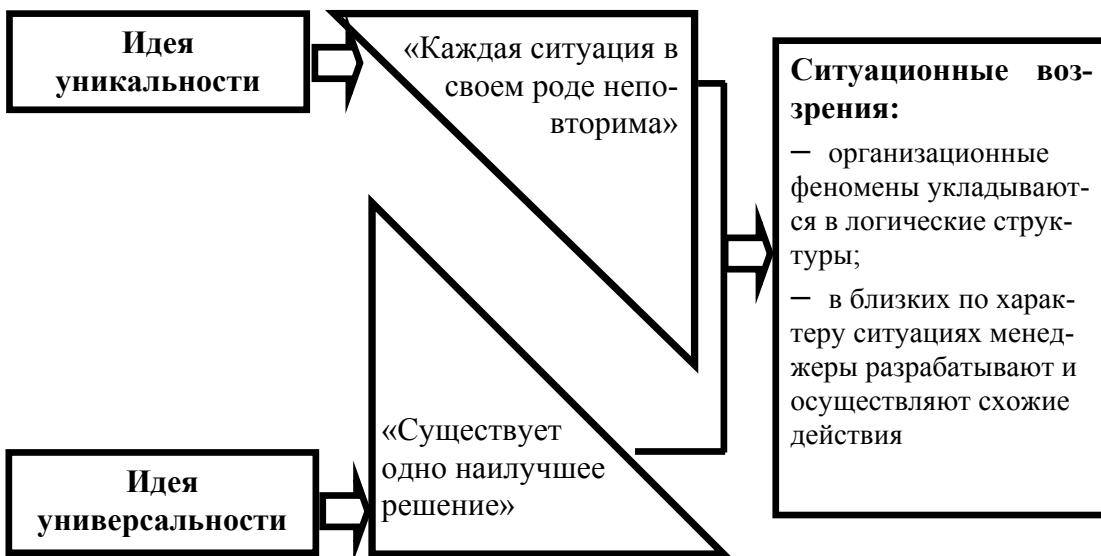 Идея
уникальности
«Каждая ситуация в
своем роде непо-
вторима»
Идея
универсальности
«Существует
одно наилучшее
решение»
Ситуационные воз-
зрения:
− организационные
феномены укладывают-
ся в логические струк-
туры;
− в близких по харак-
теру ситуациях менед-
жеры разрабатывают и
осуществляют схожие
действия